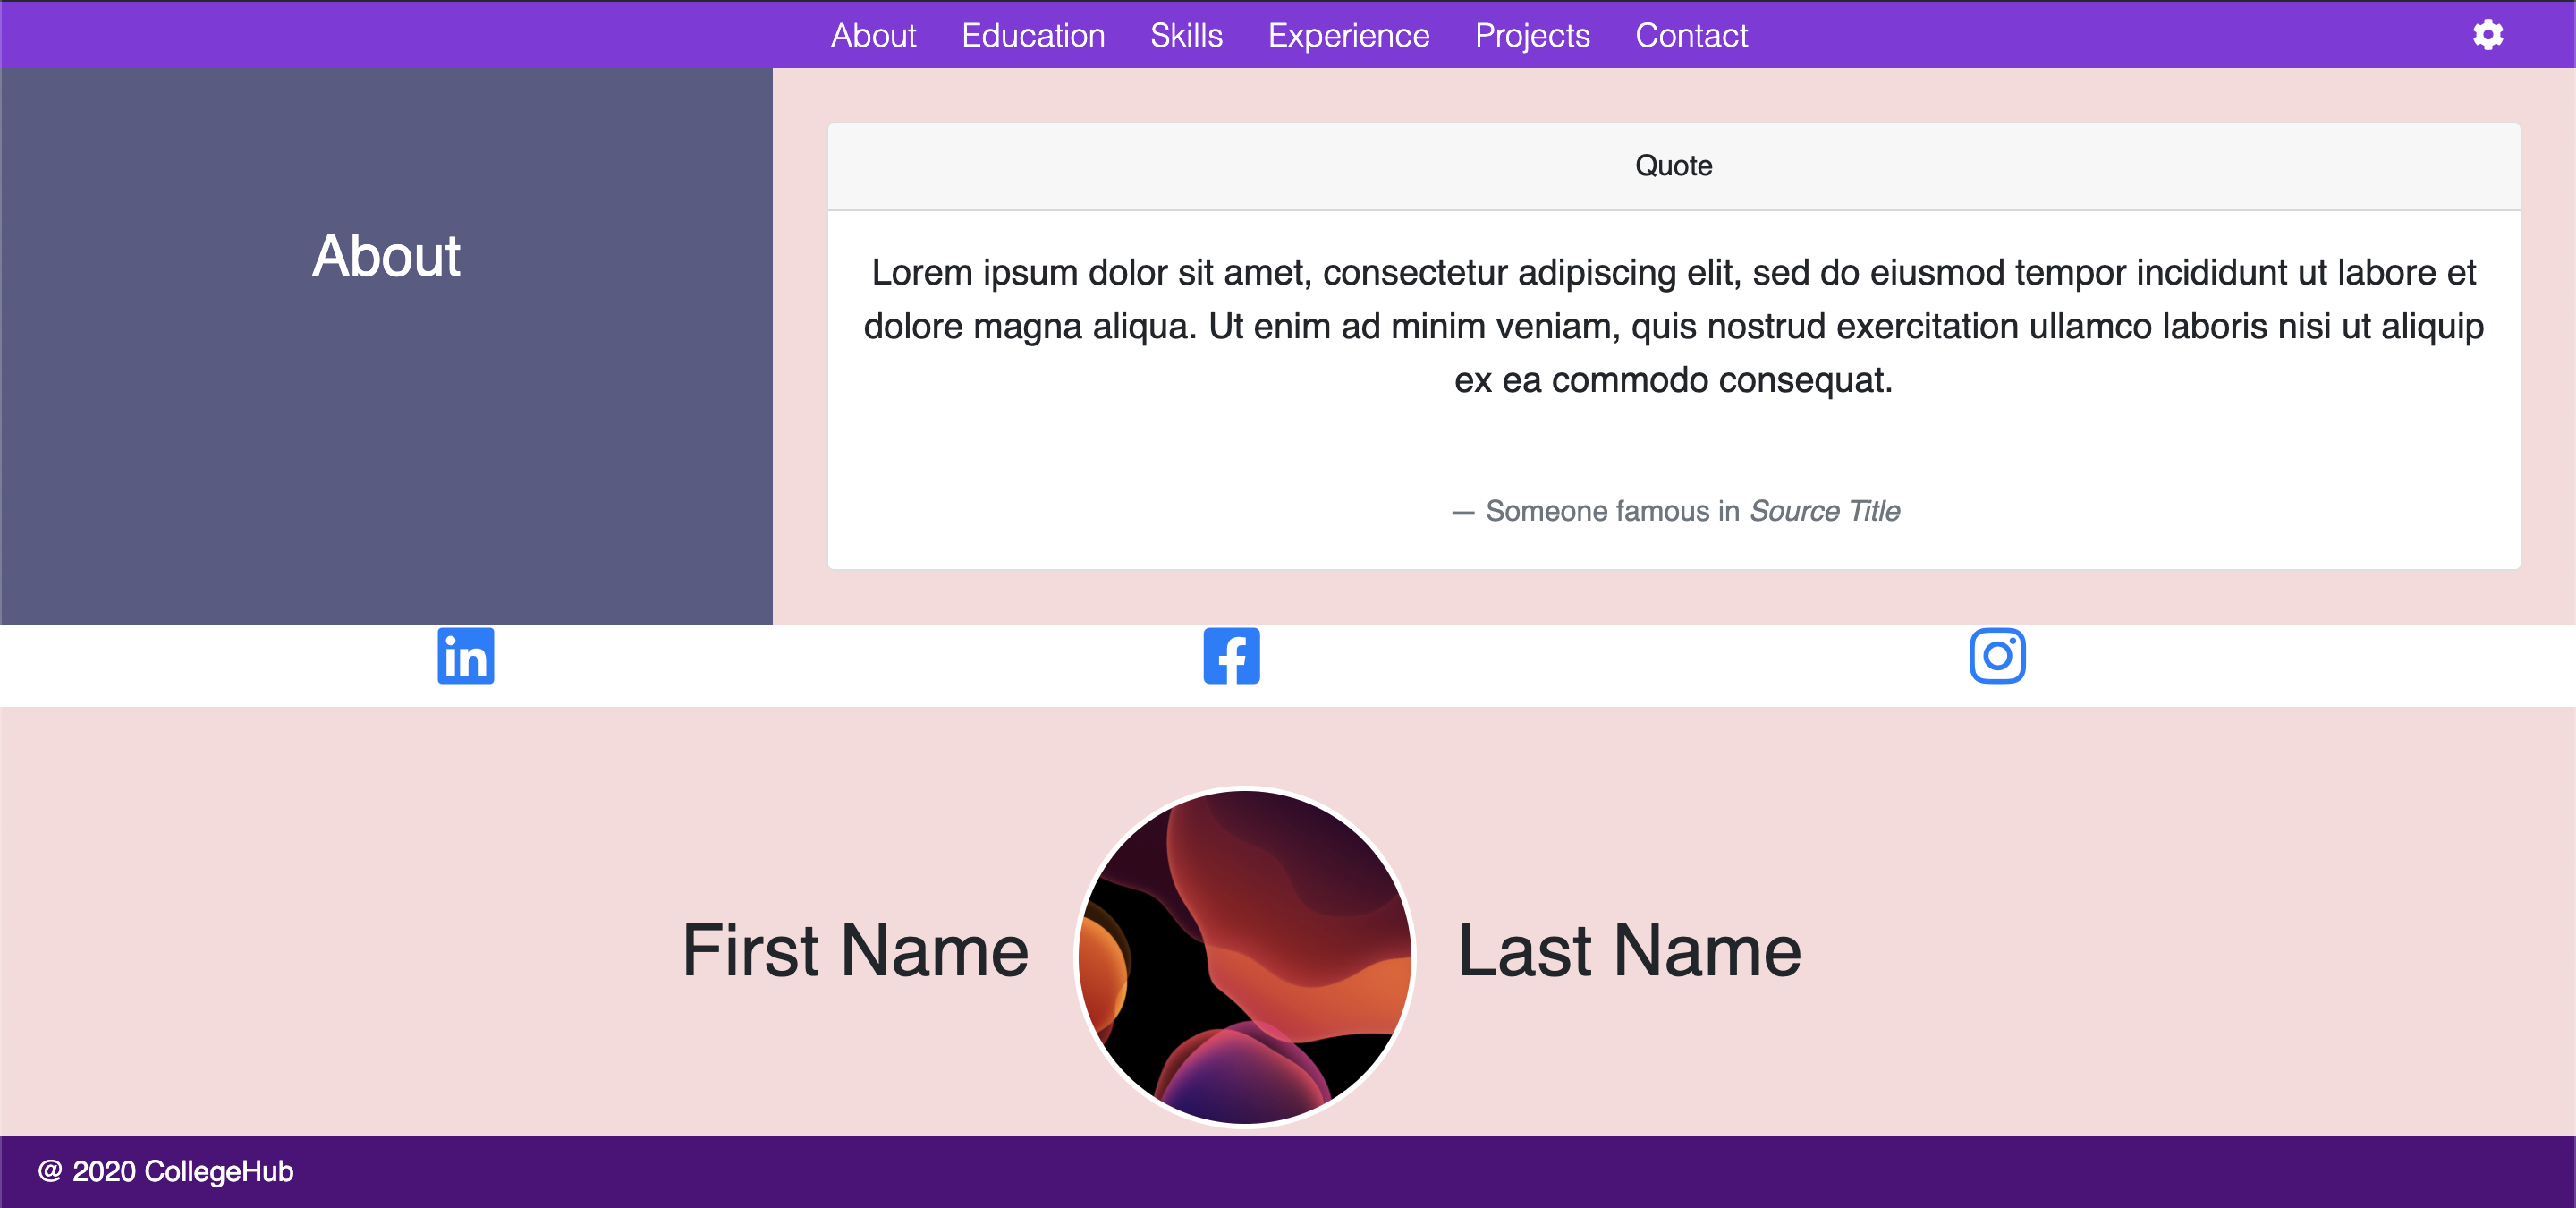 About Education Skills Experience Projects Contact
About
Quote
Lorem ipsum dolor sit amet, consectetur adipiscing elit, sed do eiusmod tempor incididunt ut labore et
dolore magna aliqua. Ut enim ad minim veniam, quis nostrud exercitation ullamco laboris nisi ut aliquip
ex ea commodo consequat.
— Someone famous in Source Title
First Name
Last Name
@ 2020 CollegeHub